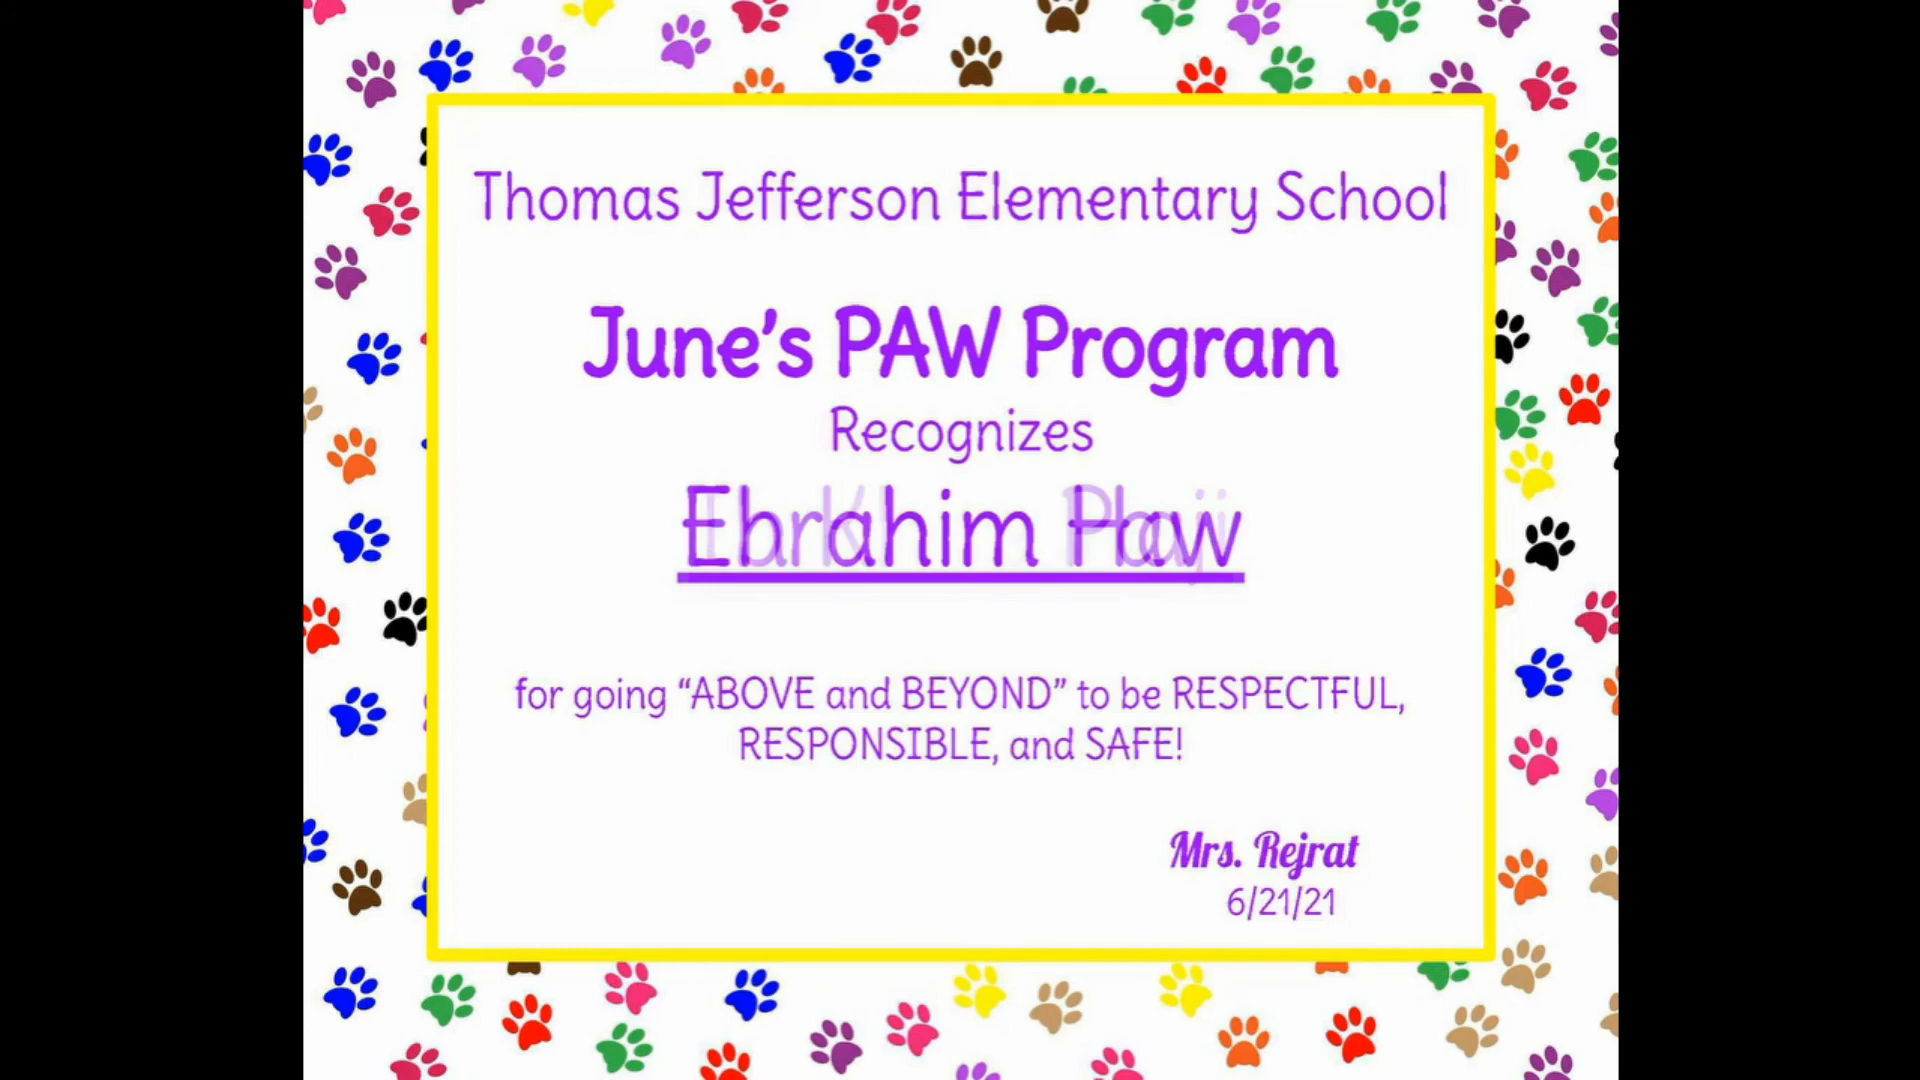 Thomas Jefferson Elementary School
June's PAW Program
Recognizes
Ebrahim
for going "ABOVE and BEYOND" to be RESPECTFUL,
RESPONSIBLE, and SAFE!
Mrs. Rejrat
6/21/21